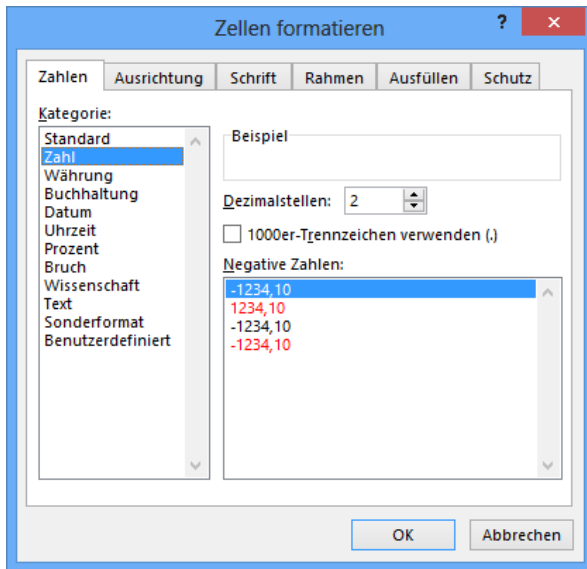 Zellen formatieren
?
Zahlen
Ausrichtung
Schrift
Rahmen
Ausfüllen
Schutz
Kategorie:
Standard
Zahl
Währung
Buchhaltung
Datum
Uhrzeit
Prozent
Bruch
Wissenschaft
Text
Sonderformat
Benutzerdefiniert
Beispiel
Dezimalstellen: 2
1000er-Trennzeichen verwenden (.)
Negative Zahlen:
-1234,10
1234,10
-1234,10
-1234,10
OK
Abbrechen